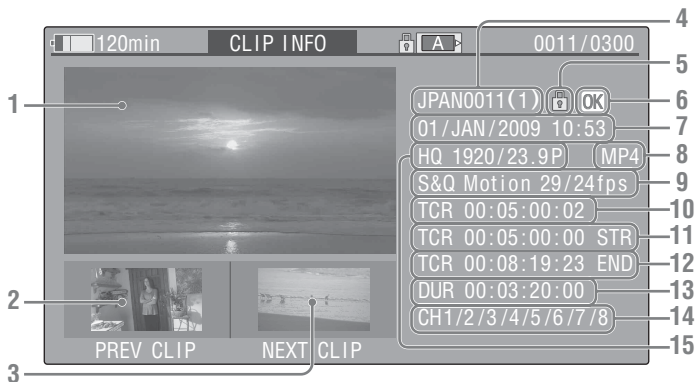 120min CLIP INFO A 0011/0300
JPAN0011(1) OK
01/JAN/2009 10:53
HQ 1920/23.9P MP4
S&Q Motion 29/24fps
TCR 00:05:00:02
TCR 00:05:00:00 STR
TCR 00:08:19:23 END
DUR 00:03:20:00
CH1/2/3/4/5/6/7/8
PREV CLIP NEXT CLIP
1
2
3
4
5
6
7
8
9
10
11
12
13
14
15